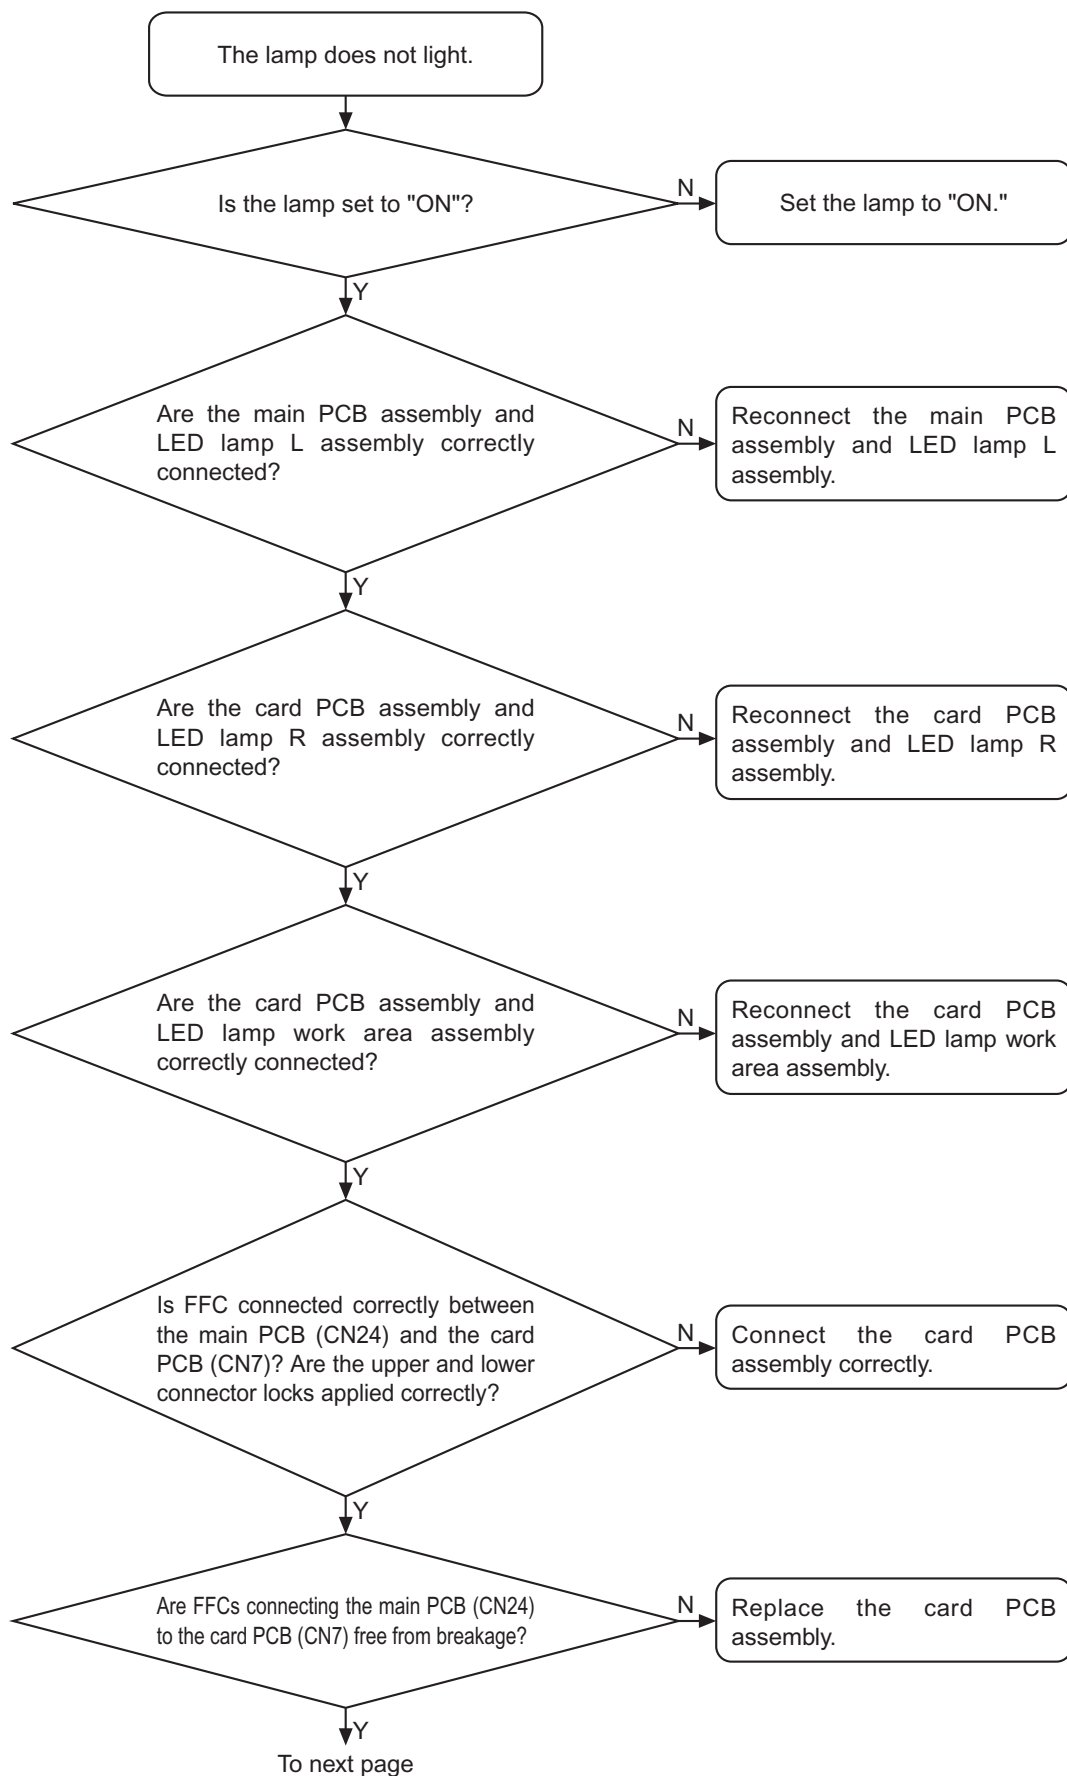 The lamp does not light.
Is the lamp set to "ON"?
N
Set the lamp to "ON."
Y
Are the main PCB assembly and
LED lamp L assembly correctly
connected?
N
Reconnect the main PCB
assembly and LED lamp L
assembly.
Y
Are the card PCB assembly and
LED lamp R assembly correctly
connected?
N
Reconnect the card PCB
assembly and LED lamp R
assembly.
Y
Are the card PCB assembly and
LED lamp work area assembly
correctly connected?
N
Reconnect the card PCB
assembly and LED lamp work
area assembly.
Y
Is FFC connected correctly between
the main PCB (CN24) and the card
PCB (CN7)? Are the upper and lower
connector locks applied correctly?
N
Connect the card PCB
assembly correctly.
Y
Are FFCs connecting the main PCB (CN24)
to the card PCB (CN7) free from breakage?
N
Replace the card PCB
assembly.
Y
To next page